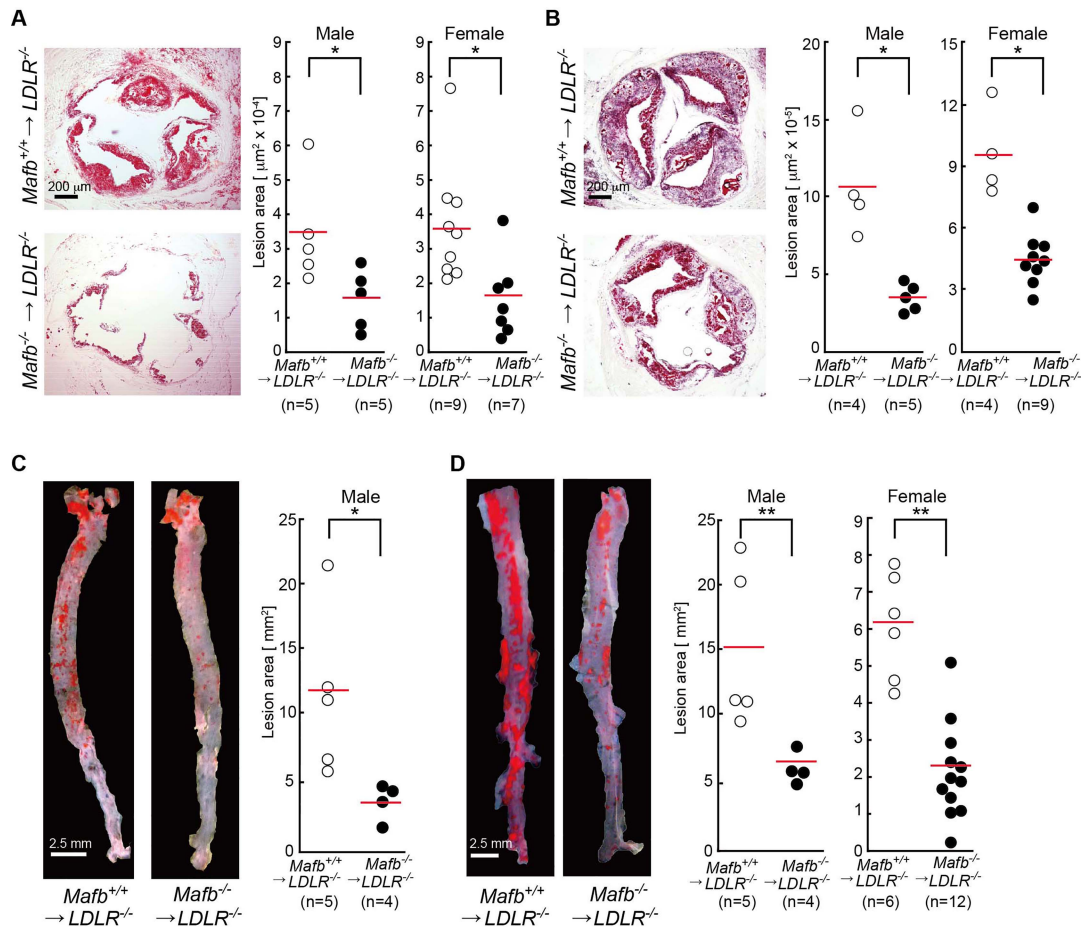 A
Mafb+/+ → LDLR-/-
200 µm
Mafb-/- → LDLR-/-
Lesion area [ µm² x 10-4]
Male
*
9
8
7
6
5
4
3
2
1
0
Mafb+/+
→LDLR-/-
(n=5)
Mafb-/-
→LDLR-/-
(n=5)
Female
*
9
8
7
6
5
4
3
2
1
0
Mafb+/+
→LDLR-/-
(n=9)
Mafb-/-
→LDLR-/-
(n=7)
B
Mafb+/+ → LDLR-/-
200 µm
Mafb-/- → LDLR-/-
Lesion area [ µm² x 10-5]
Male
*
20
15
10
5
0
Mafb+/+
→LDLR-/-
(n=4)
Mafb-/-
→LDLR-/-
(n=5)
Female
*
15
12
9
6
3
0
Mafb+/+
→LDLR-/-
(n=4)
Mafb-/-
→LDLR-/-
(n=9)
C
2.5 mm
Mafb+/+
→LDLR-/-
Mafb-/-
→LDLR-/-
Lesion area [ mm²]
Male
*
25
20
15
10
5
0
Mafb+/+
→LDLR-/-
(n=5)
Mafb-/-
→LDLR-/-
(n=4)
D
2.5 mm
Mafb+/+
→LDLR-/-
Mafb-/-
→LDLR-/-
Lesion area [ mm²]
Male
**
25
20
15
10
5
0
Mafb+/+
→LDLR-/-
(n=5)
Mafb-/-
→LDLR-/-
(n=4)
Female
**
9
8
7
6
5
4
3
2
1
0
Mafb+/+
→LDLR-/-
(n=6)
Mafb-/-
→LDLR-/-
(n=12)